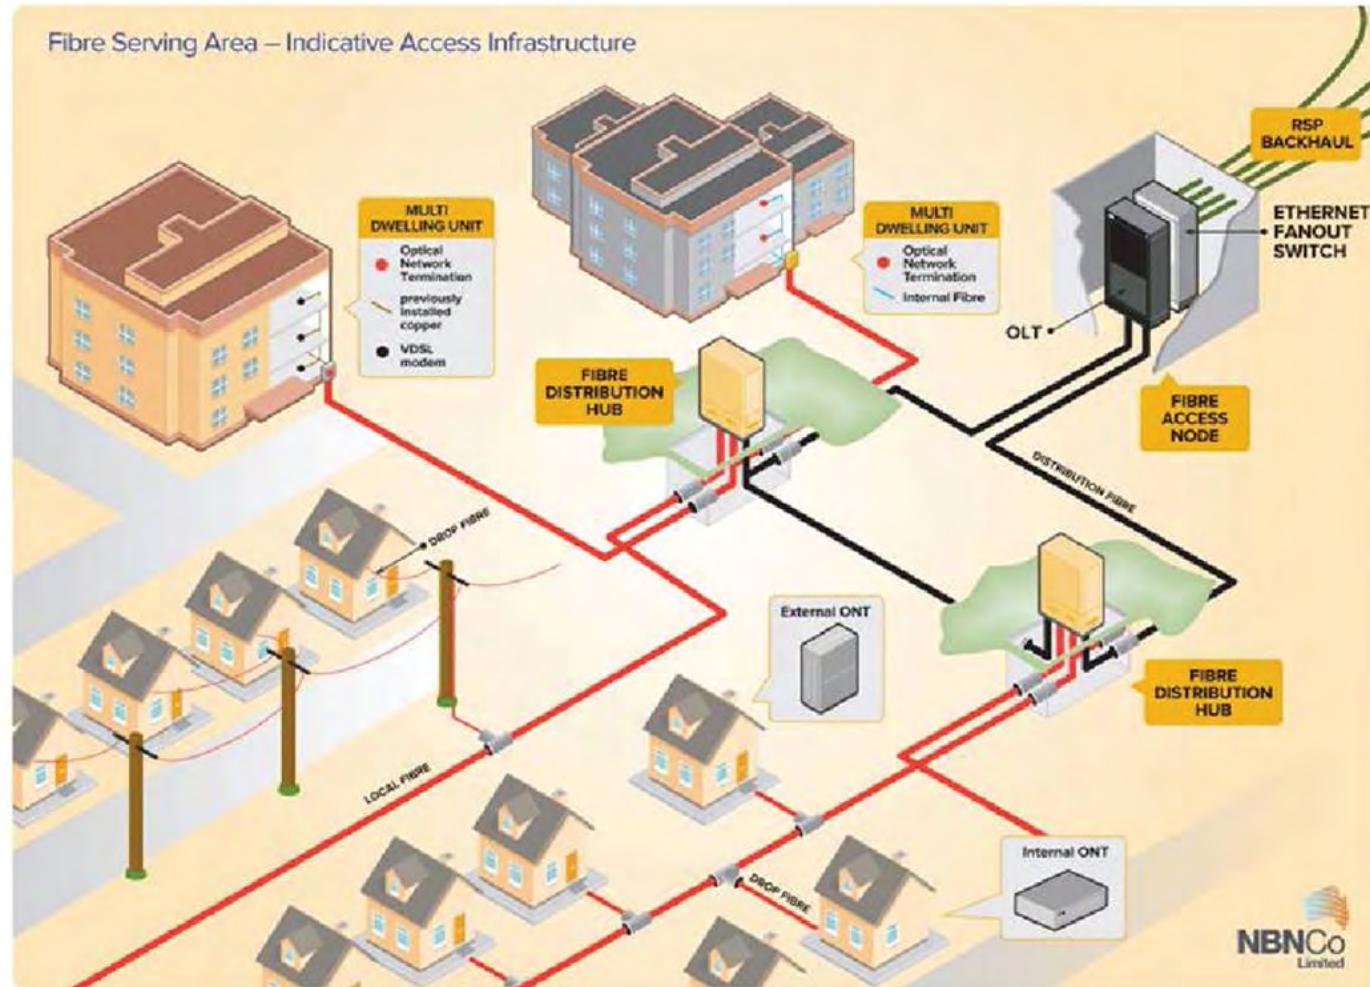 Fibre Serving Area – Indicative Access Infrastructure
RSP
BACKHAUL
MULTI
DWELLING UNIT
Optical
Network
Termination
previously
installed
copper
VDSL
modem
MULTI
DWELLING UNIT
Optical
Network
Termination
Internal Fibre
ETHERNET
FANOUT
SWITCH
OLT
FIBRE
DISTRIBUTION
HUB
FIBRE
ACCESS
NODE
DISTRIBUTION FIBRE
DROP FIBRE
External ONT
FIBRE
DISTRIBUTION
HUB
LOCAL FIBRE
Internal ONT
DROP FIBRE
NBNCo
Limited